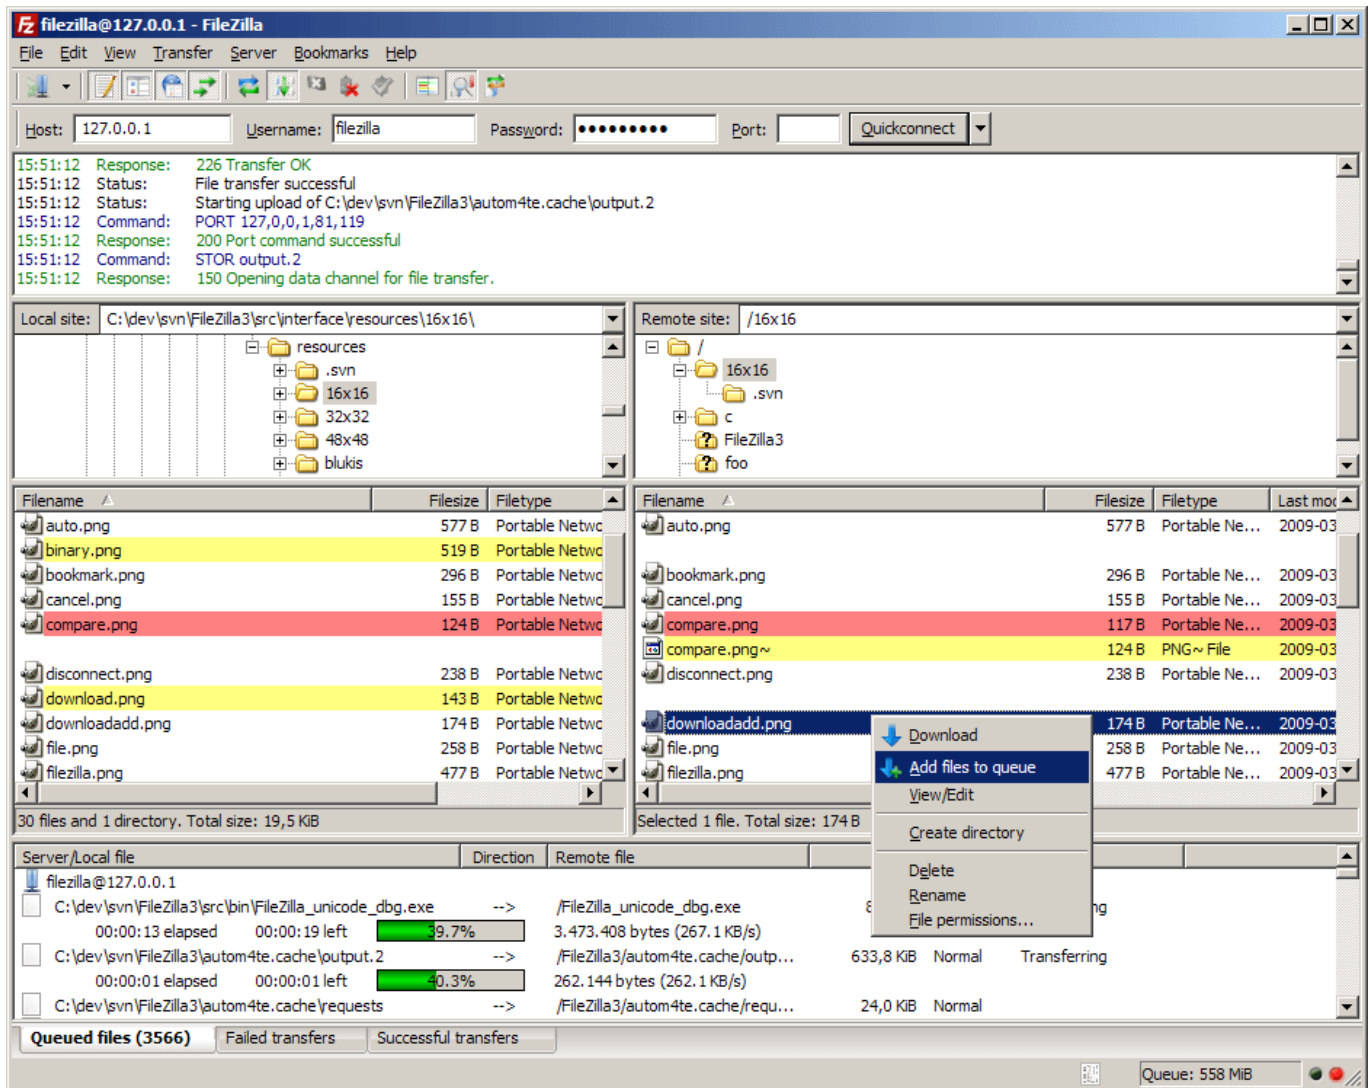 filezilla@127.0.0.1 - FileZilla
File Edit View Transfer Server Bookmarks Help
Host: 127.0.0.1 Username: filezilla Password: ●●●●●●●●● Port: Quickconnect
15:51:12 Response: 226 Transfer OK
15:51:12 Status: File transfer successful
15:51:12 Status: Starting upload of C:\dev\svn\FileZilla3\autom4te.cache\output.2
15:51:12 Command: PORT 127,0,0,1,81,119
15:51:12 Response: 200 Port command successful
15:51:12 Command: STOR output.2
15:51:12 Response: 150 Opening data channel for file transfer.
Local site: C:\dev\svn\FileZilla3\src\interface\resources\16x16\
resources
.svn
16x16
32x32
48x48
blukis
Remote site: /16x16
/
16x16
.svn
c
FileZilla3
foo
Filename Filesize Filetype
auto.png 577 B Portable Netwo
binary.png 519 B Portable Netwo
bookmark.png 296 B Portable Netwo
cancel.png 155 B Portable Netwo
compare.png 124 B Portable Netwo
disconnect.png 238 B Portable Netwo
download.png 143 B Portable Netwo
downloadadd.png 174 B Portable Netwo
file.png 258 B Portable Netwo
filezilla.png 477 B Portable Netwo
30 files and 1 directory. Total size: 19,5 KiB
Filename Filesize Filetype Last moc
auto.png 577 B Portable Ne... 2009-03
bookmark.png 296 B Portable Ne... 2009-03
cancel.png 155 B Portable Ne... 2009-03
compare.png 117 B Portable Ne... 2009-03
compare.png~ 124 B PNG~ File 2009-03
disconnect.png 238 B Portable Ne... 2009-03
downloadadd.png 174 B Portable Ne... 2009-03
file.png 258 B Portable Ne... 2009-03
filezilla.png 477 B Portable Ne... 2009-03
Selected 1 file. Total size: 174 B
Download
Add files to queue
View/Edit
Create directory
Delete
Rename
File permissions...
Server/Local file Direction Remote file
filezilla@127.0.0.1
C:\dev\svn\FileZilla3\src\bin\FileZilla_unicode_dbg.exe --> /FileZilla_unicode_dbg.exe
00:00:13 elapsed 00:00:19 left 39.7% 3.473.408 bytes (267.1 KB/s)
C:\dev\svn\FileZilla3\autom4te.cache\output.2 --> /FileZilla3/autom4te.cache/outp... 633,8 KiB Normal Transferring
00:00:01 elapsed 00:00:01 left 40.3% 262.144 bytes (262.1 KB/s)
C:\dev\svn\FileZilla3\autom4te.cache\requests --> /FileZilla3/autom4te.cache/requ... 24,0 KiB Normal
Queued files (3566) Failed transfers Successful transfers
Queue: 558 MiB